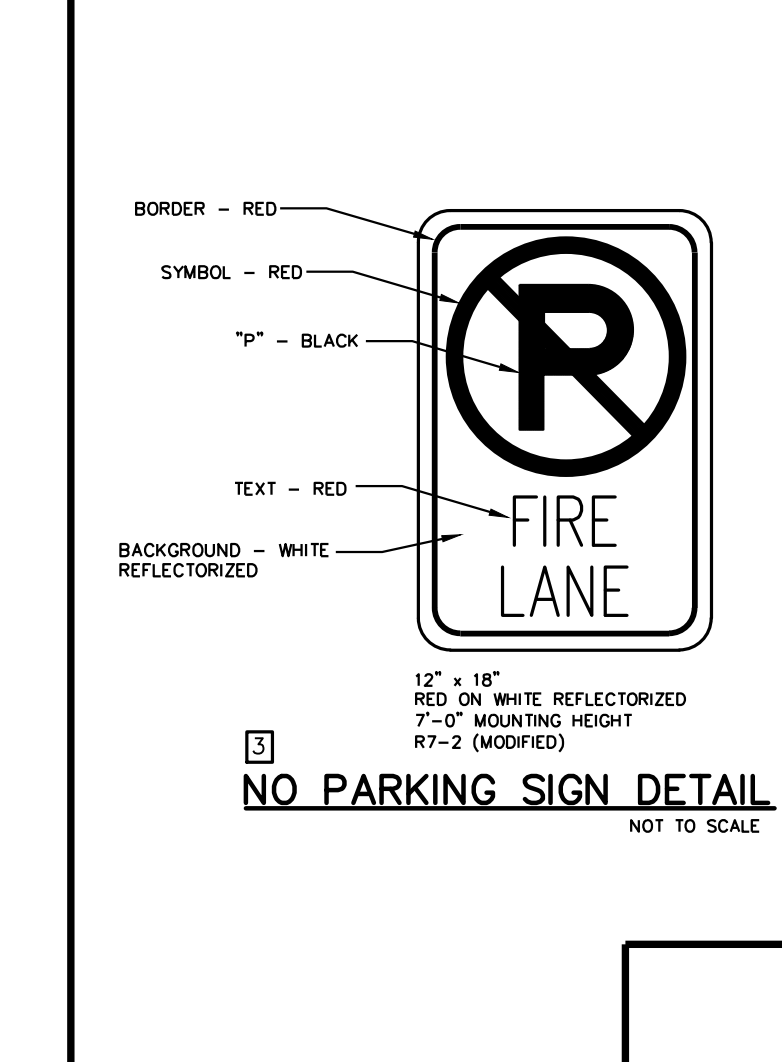 BORDER - RED
SYMBOL - RED
"P" - BLACK
P
TEXT - RED
FIRE
LANE
BACKGROUND - WHITE
REFLECTORIZED
12" x 18"
RED ON WHITE REFLECTORIZED
7'-0" MOUNTING HEIGHT
R7-2 (MODIFIED)
3
NO PARKING SIGN DETAIL
NOT TO SCALE